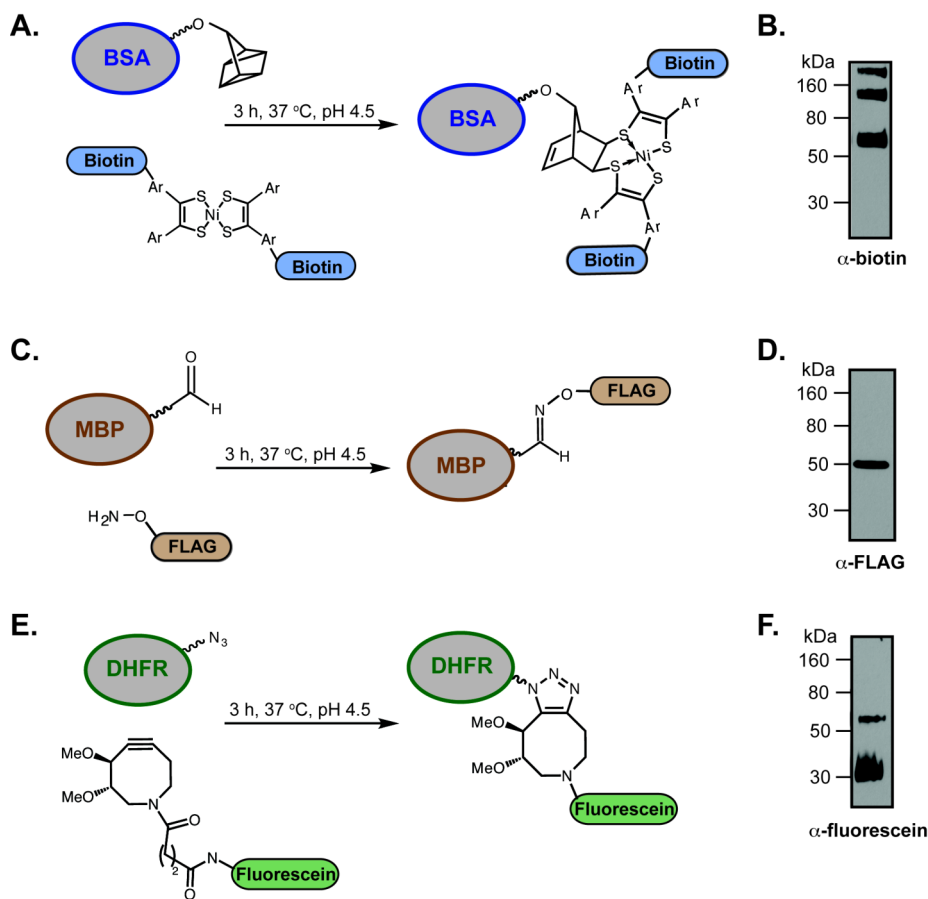 A.
BSA
O
3 h, 37 °C, pH 4.5
Biotin
Ar
Ar
S
S
Ni
S
S
Ar
Ar
Biotin
Biotin
Ar
Ar
O
BSA
S
S
Ni
S
S
Ar
Ar
Biotin
B.
kDa
160
80
50
30
α-biotin
C.
O
H
MBP
3 h, 37 °C, pH 4.5
H2N
O
FLAG
O
FLAG
N
H
MBP
D.
kDa
160
80
50
30
α-FLAG
E.
N3
DHFR
3 h, 37 °C, pH 4.5
MeO
MeO
N
O
2
N
O
Fluorescein
DHFR
N
N
N
MeO
MeO
N
Fluorescein
F.
kDa
160
80
50
30
α-fluorescein